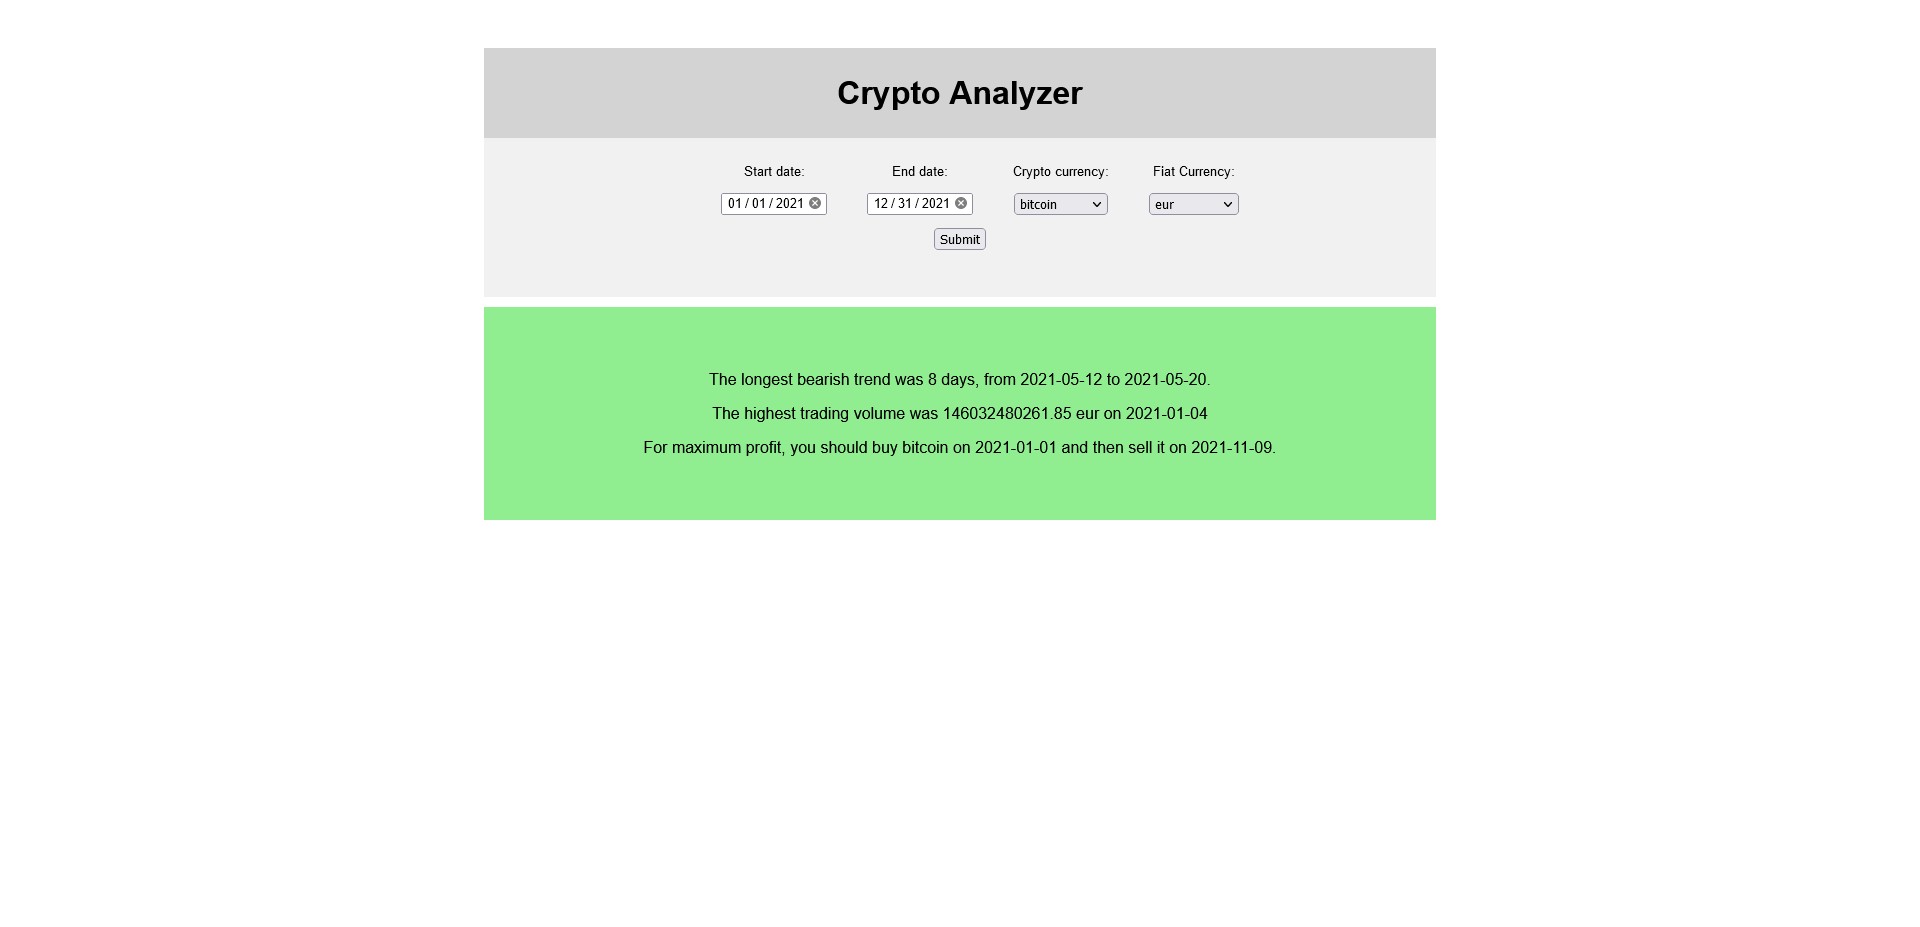 Crypto Analyzer
Start date: End date: Crypto currency: Fiat Currency:
01 / 01 / 2021 12 / 31 / 2021 bitcoin eur
Submit
The longest bearish trend was 8 days, from 2021-05-12 to 2021-05-20.
The highest trading volume was 146032480261.85 eur on 2021-01-04
For maximum profit, you should buy bitcoin on 2021-01-01 and then sell it on 2021-11-09.